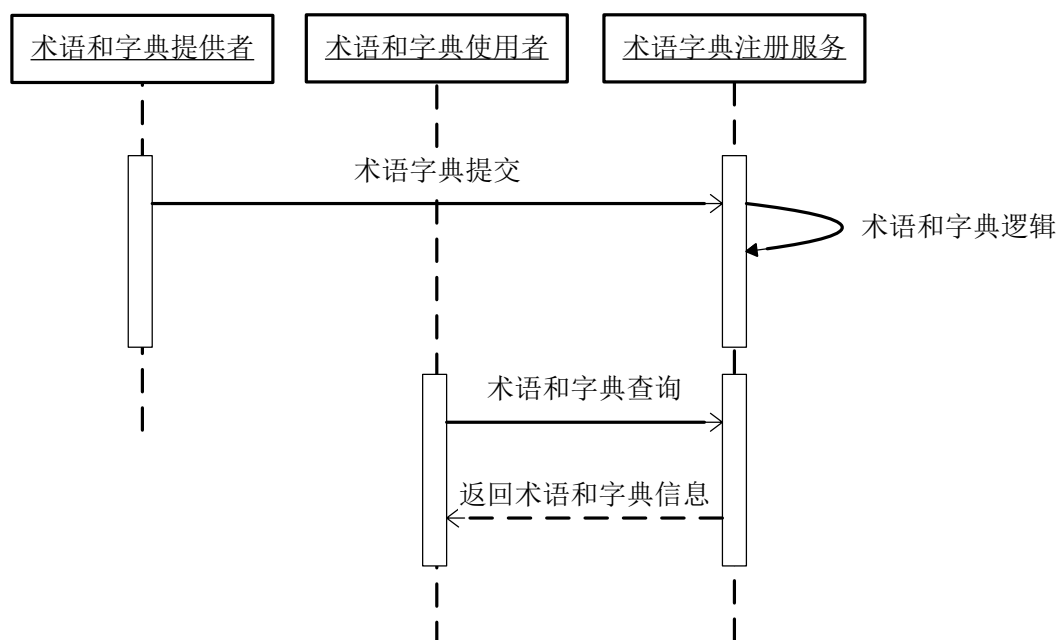 术语和字典提供者
术语和字典使用者
术语字典注册服务
术语字典提交
术语和字典逻辑
术语和字典查询
返回术语和字典信息